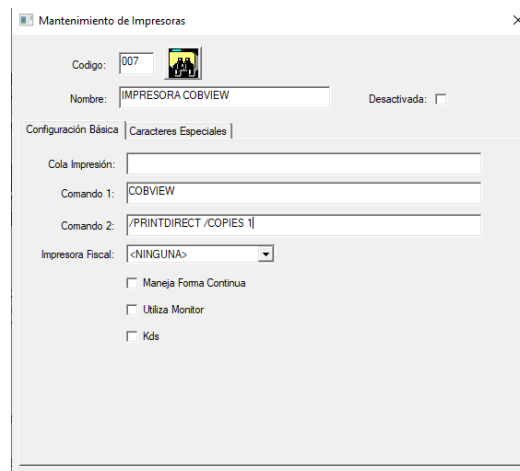 Mantenimiento de Impresoras
Codigo: 007
Nombre: IMPRESORA COBVIEW Desactivada:
Configuración Básica Caracteres Especiales
Cola Impresión:
Comando 1: COBVIEW
Comando 2: /PRINTDIRECT /COPIES 1
Impresora Fiscal: <NINGUNA>
Maneja Forma Continua
Utiliza Monitor
Kds